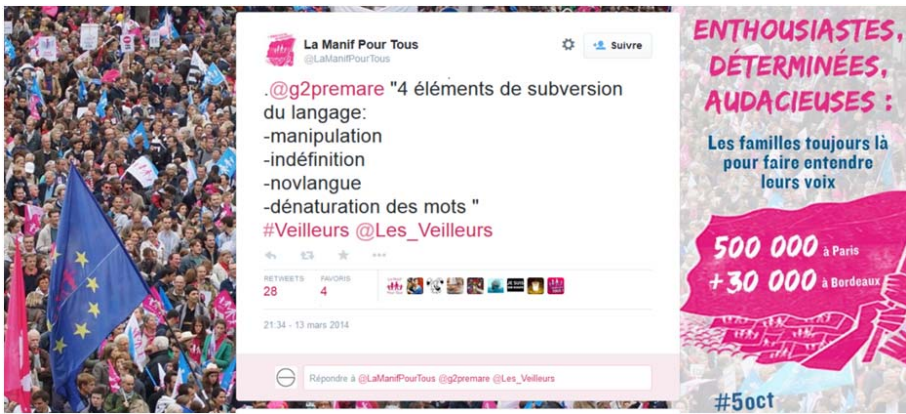 La Manif Pour Tous
@LaManifPourTous
Suivre
.@g2premare "4 éléments de subversion
du langage:
-manipulation
-indéfinition
-novlangue
-dénaturation des mots "
#Veilleurs @Les_Veilleurs
RETWEETS
28
FAVORIS
4
21:34 - 13 mars 2014
Répondre à @LaManifPourTous @g2premare @Les_Veilleurs
ENTHOUSIASTES,
DÉTERMINÉES,
AUDACIEUSES :
Les familles toujours là
pour faire entendre
leurs voix
500 000 à Paris
+30 000 à Bordeaux
#5oct